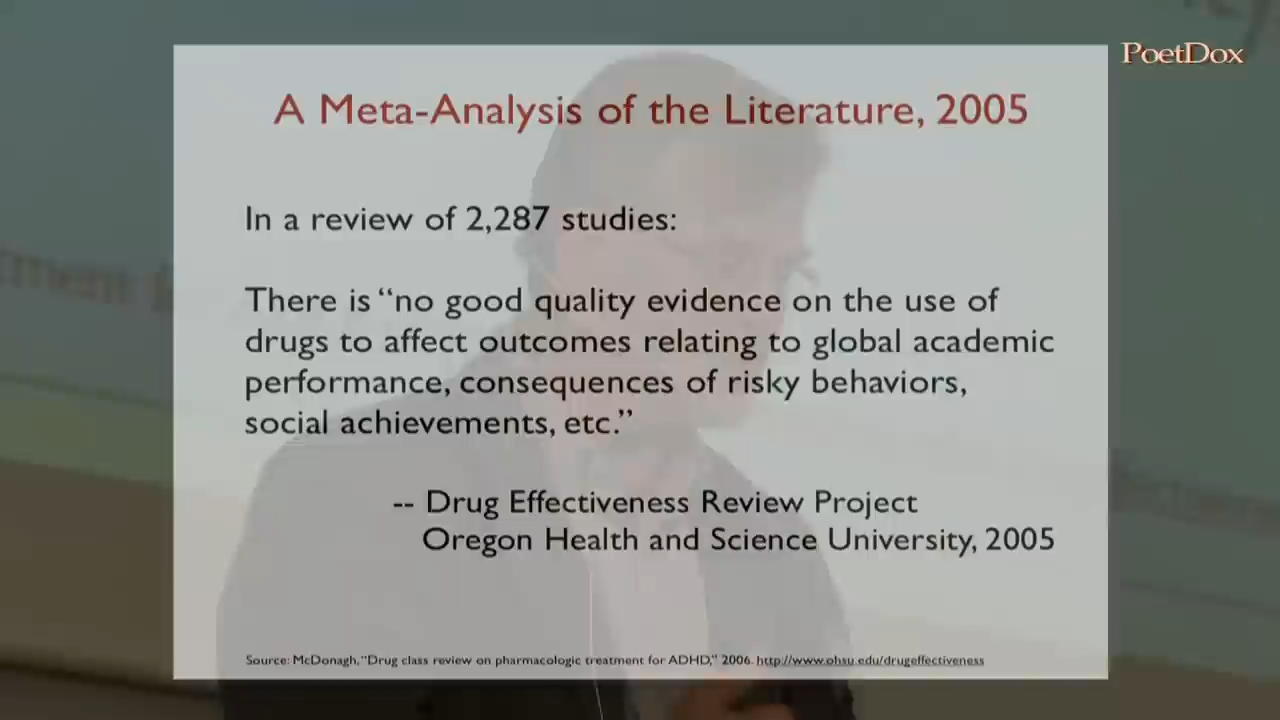 PoetDox
A Meta-Analysis of the Literature, 2005
In a review of 2,287 studies:
There is “no good quality evidence on the use of
drugs to affect outcomes relating to global academic
performance, consequences of risky behaviors,
social achievements, etc.”
-- Drug Effectiveness Review Project
Oregon Health and Science University, 2005
Source: McDonagh, “Drug class review on pharmacologic treatment for ADHD,” 2006. http://www.ohsu.edu/drugeffectiveness